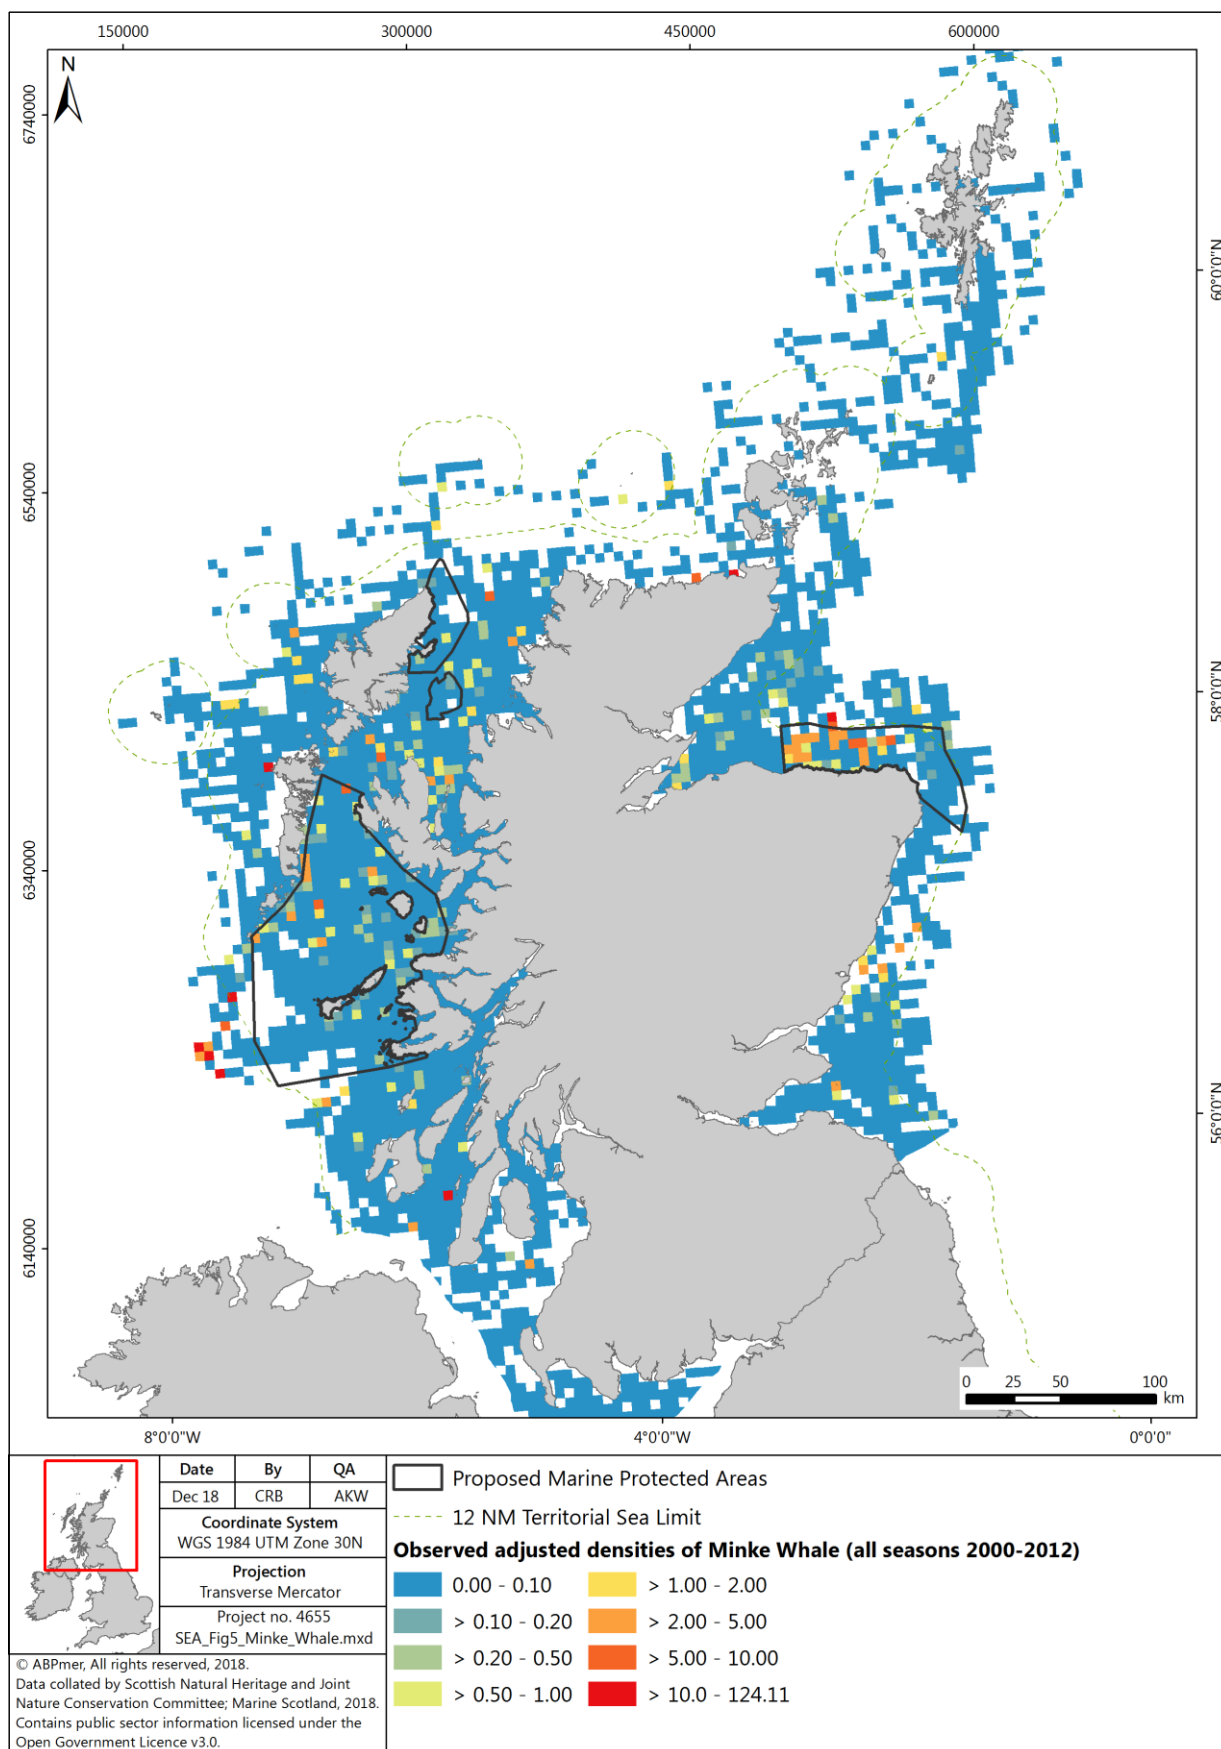 150000 300000 450000 600000
N
6740000
6540000
6340000
6140000
60°0'0"N
58°0'0"N
56°0'0"N
0 25 50 100
km
8°0'0"W 4°0'0"W 0°0'0"
Date By QA
Dec 18 CRB AKW
Coordinate System
WGS 1984 UTM Zone 30N
Projection
Transverse Mercator
Project no. 4655
SEA_Fig5_Minke_Whale.mxd
© ABPmer, All rights reserved, 2018.
Data collated by Scottish Natural Heritage and Joint
Nature Conservation Committee; Marine Scotland, 2018.
Contains public sector information licensed under the
Open Government Licence v3.0.
Proposed Marine Protected Areas
12 NM Territorial Sea Limit
Observed adjusted densities of Minke Whale (all seasons 2000-2012)
0.00 - 0.10 > 1.00 - 2.00
> 0.10 - 0.20 > 2.00 - 5.00
> 0.20 - 0.50 > 5.00 - 10.00
> 0.50 - 1.00 > 10.0 - 124.11